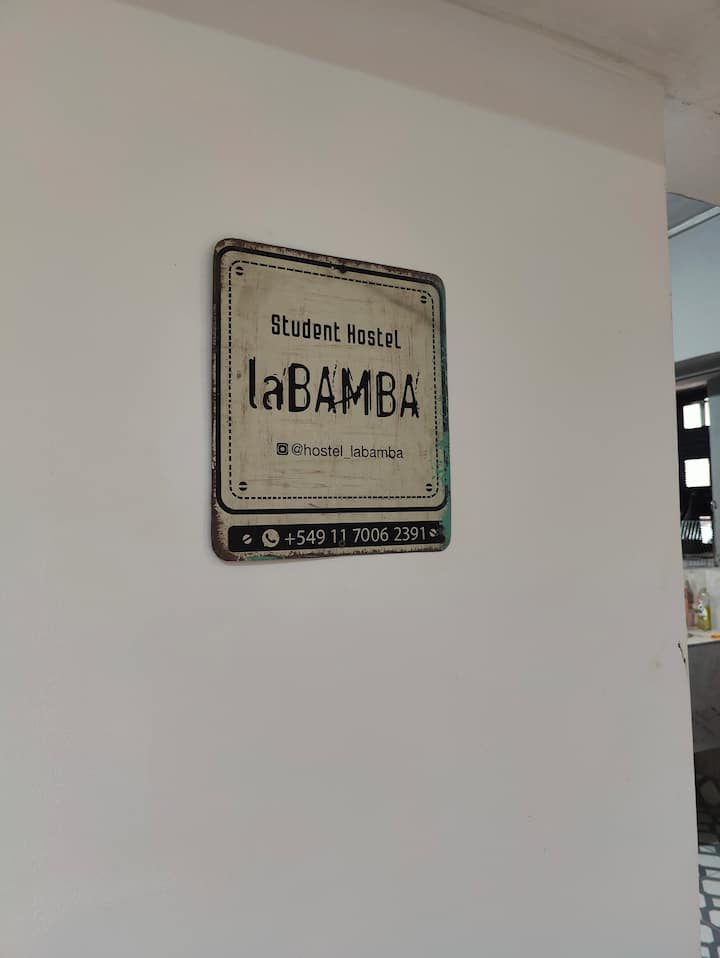 Student Hostel
laBAMBA
@hostel_labamba
+549 11 7006 2391